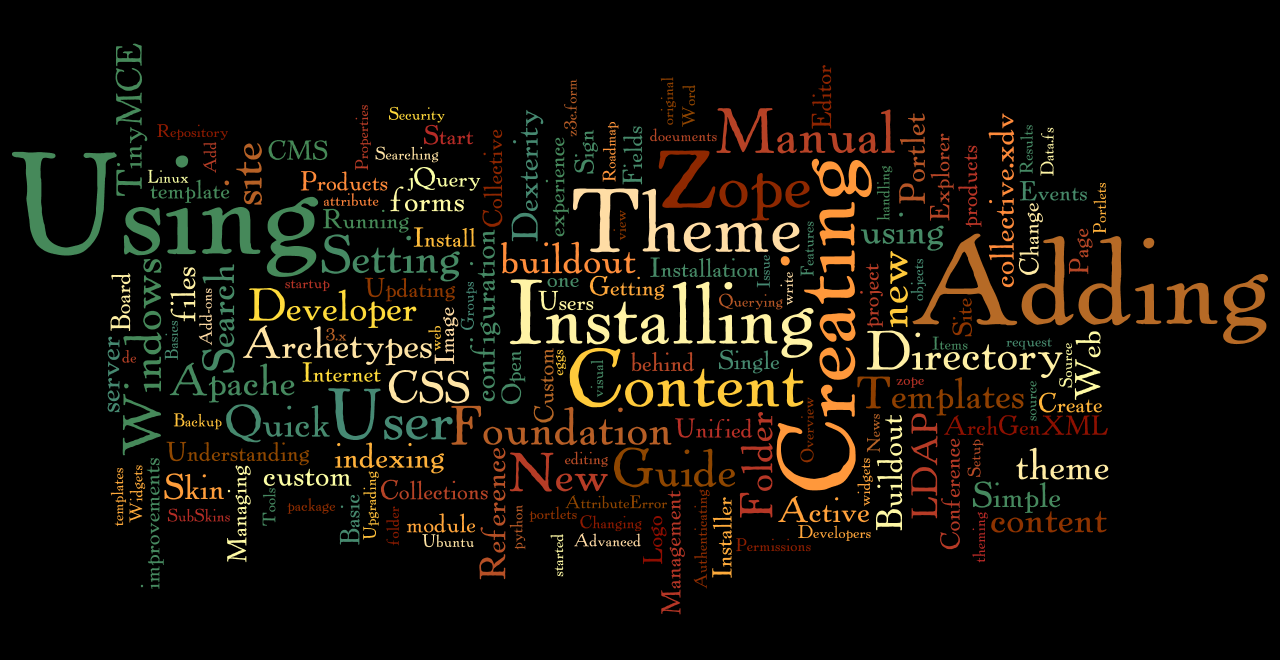 Using
TinyMCE
Repository
Add
site
CMS
Linux
template
Properties
Security
Start
Searching
Products
attribute
jQuery
forms
Running
Install
Setting
Collective
Dexterity
experience
z3c.form
Sign
Roadmap
Fields
original
Word
documents
Manual
Editor
Zope
Theme
view
buildout
Installation
Issue
one
Getting
Users
Querying
write
Features
Installing
Creating
handling
Portlet
Explorer
products
collective.xdv
Results
Data.fs
Events
Change
Page
Portlets
using
new
objects
project
Adding
Site
Items
request
Directory
Source
Web
Board
Windows
files
Basics
Add-ons
Search
startup
Updating
Groups
configuration
Developer
3.x
web
Image
Archetypes
server
de
Apache
Internet
CSS
Open
Custom
eggs
visual
behind
Single
Content
Templates
zope
source
Create
Backup
Quick
User
Foundation
Unified
Folder
Overview
News
ArchGenXML
Understanding
indexing
New
editing
Guide
widgets
Buildout
LDAP
Conference
Setup
theme
templates
Widgets
improvements
Skin
SubSkins
Managing
custom
Tools
package
Basic
Upgrading
Collections
folder
module
Ubuntu
Reference
python
portlets
AttributeError
Changing
started
Advanced
Logo
Management
Authenticating
Installer
Permissions
Active
Developers
Simple
theming
content